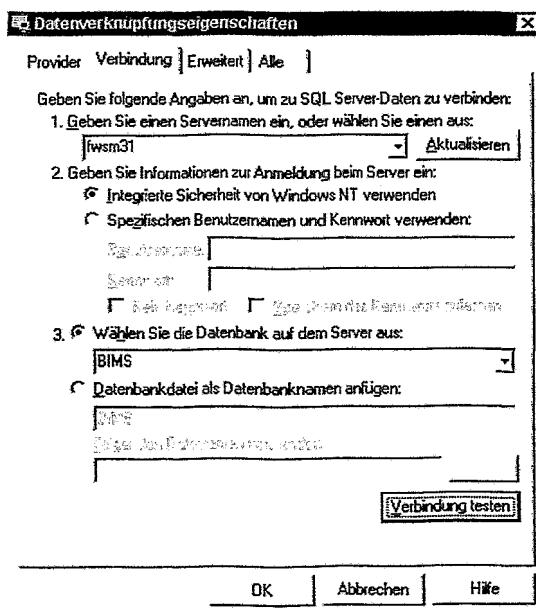 Datenverknüpfungseigenschaften
Provider Verbindung Erweitert Alle
Geben Sie folgende Angaben an, um zu SQL Server-Daten zu verbinden:
1. Geben Sie einen Servernamen ein, oder wählen Sie einen aus:
fwsm31 Aktualisieren
2. Geben Sie Informationen zur Anmeldung beim Server ein:
Integrierte Sicherheit von Windows NT verwenden
Spezifischen Benutzernamen und Kennwort verwenden:
3. Wählen Sie die Datenbank auf dem Server aus:
BIMS
Datenbankdatei als Datenbanknamen anfügen:
Verbindung testen
OK Abbrechen Hilfe